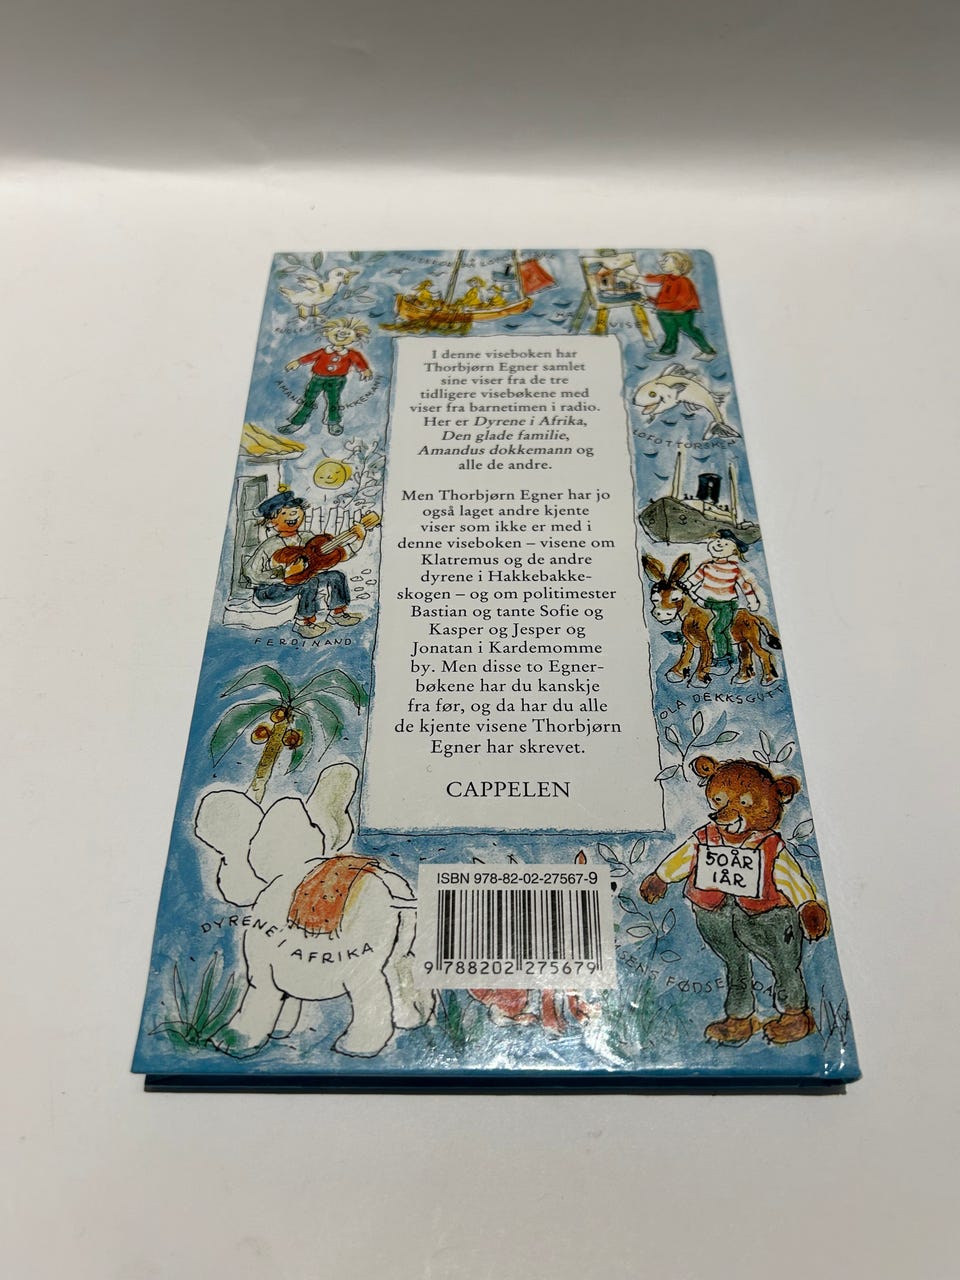 MALE
VISE
AMANDUS DOKKEMANN
LOFOTTORSKEN
I denne viseboken har
Thorbjørn Egner samlet
sine viser fra de tre
tidligere visebøkene med
viser fra barnetimen i radio.
Her er Dyrene i Afrika,
Den glade familie,
Amandus dokkemann og
alle de andre.
Men Thorbjørn Egner har jo
også laget andre kjente
viser som ikke er med i
denne viseboken – visene om
Klatremus og de andre
dyrene i Hakkebakke-
skogen – og om politimester
Bastian og tante Sofie og
Kasper og Jesper og
Jonatan i Kardemomme
by. Men disse to Egner-
bøkene har du kanskje
fra før, og da har du alle
de kjente visene Thorbjørn
Egner har skrevet.
CAPPELEN
FERDINAND
OLA DEKKSGUTT
50 ÅR
I ÅR
DYRENE I AFRIKA
FØDSELSDAG
ISBN 978-82-02-27567-9
9 788202 275679